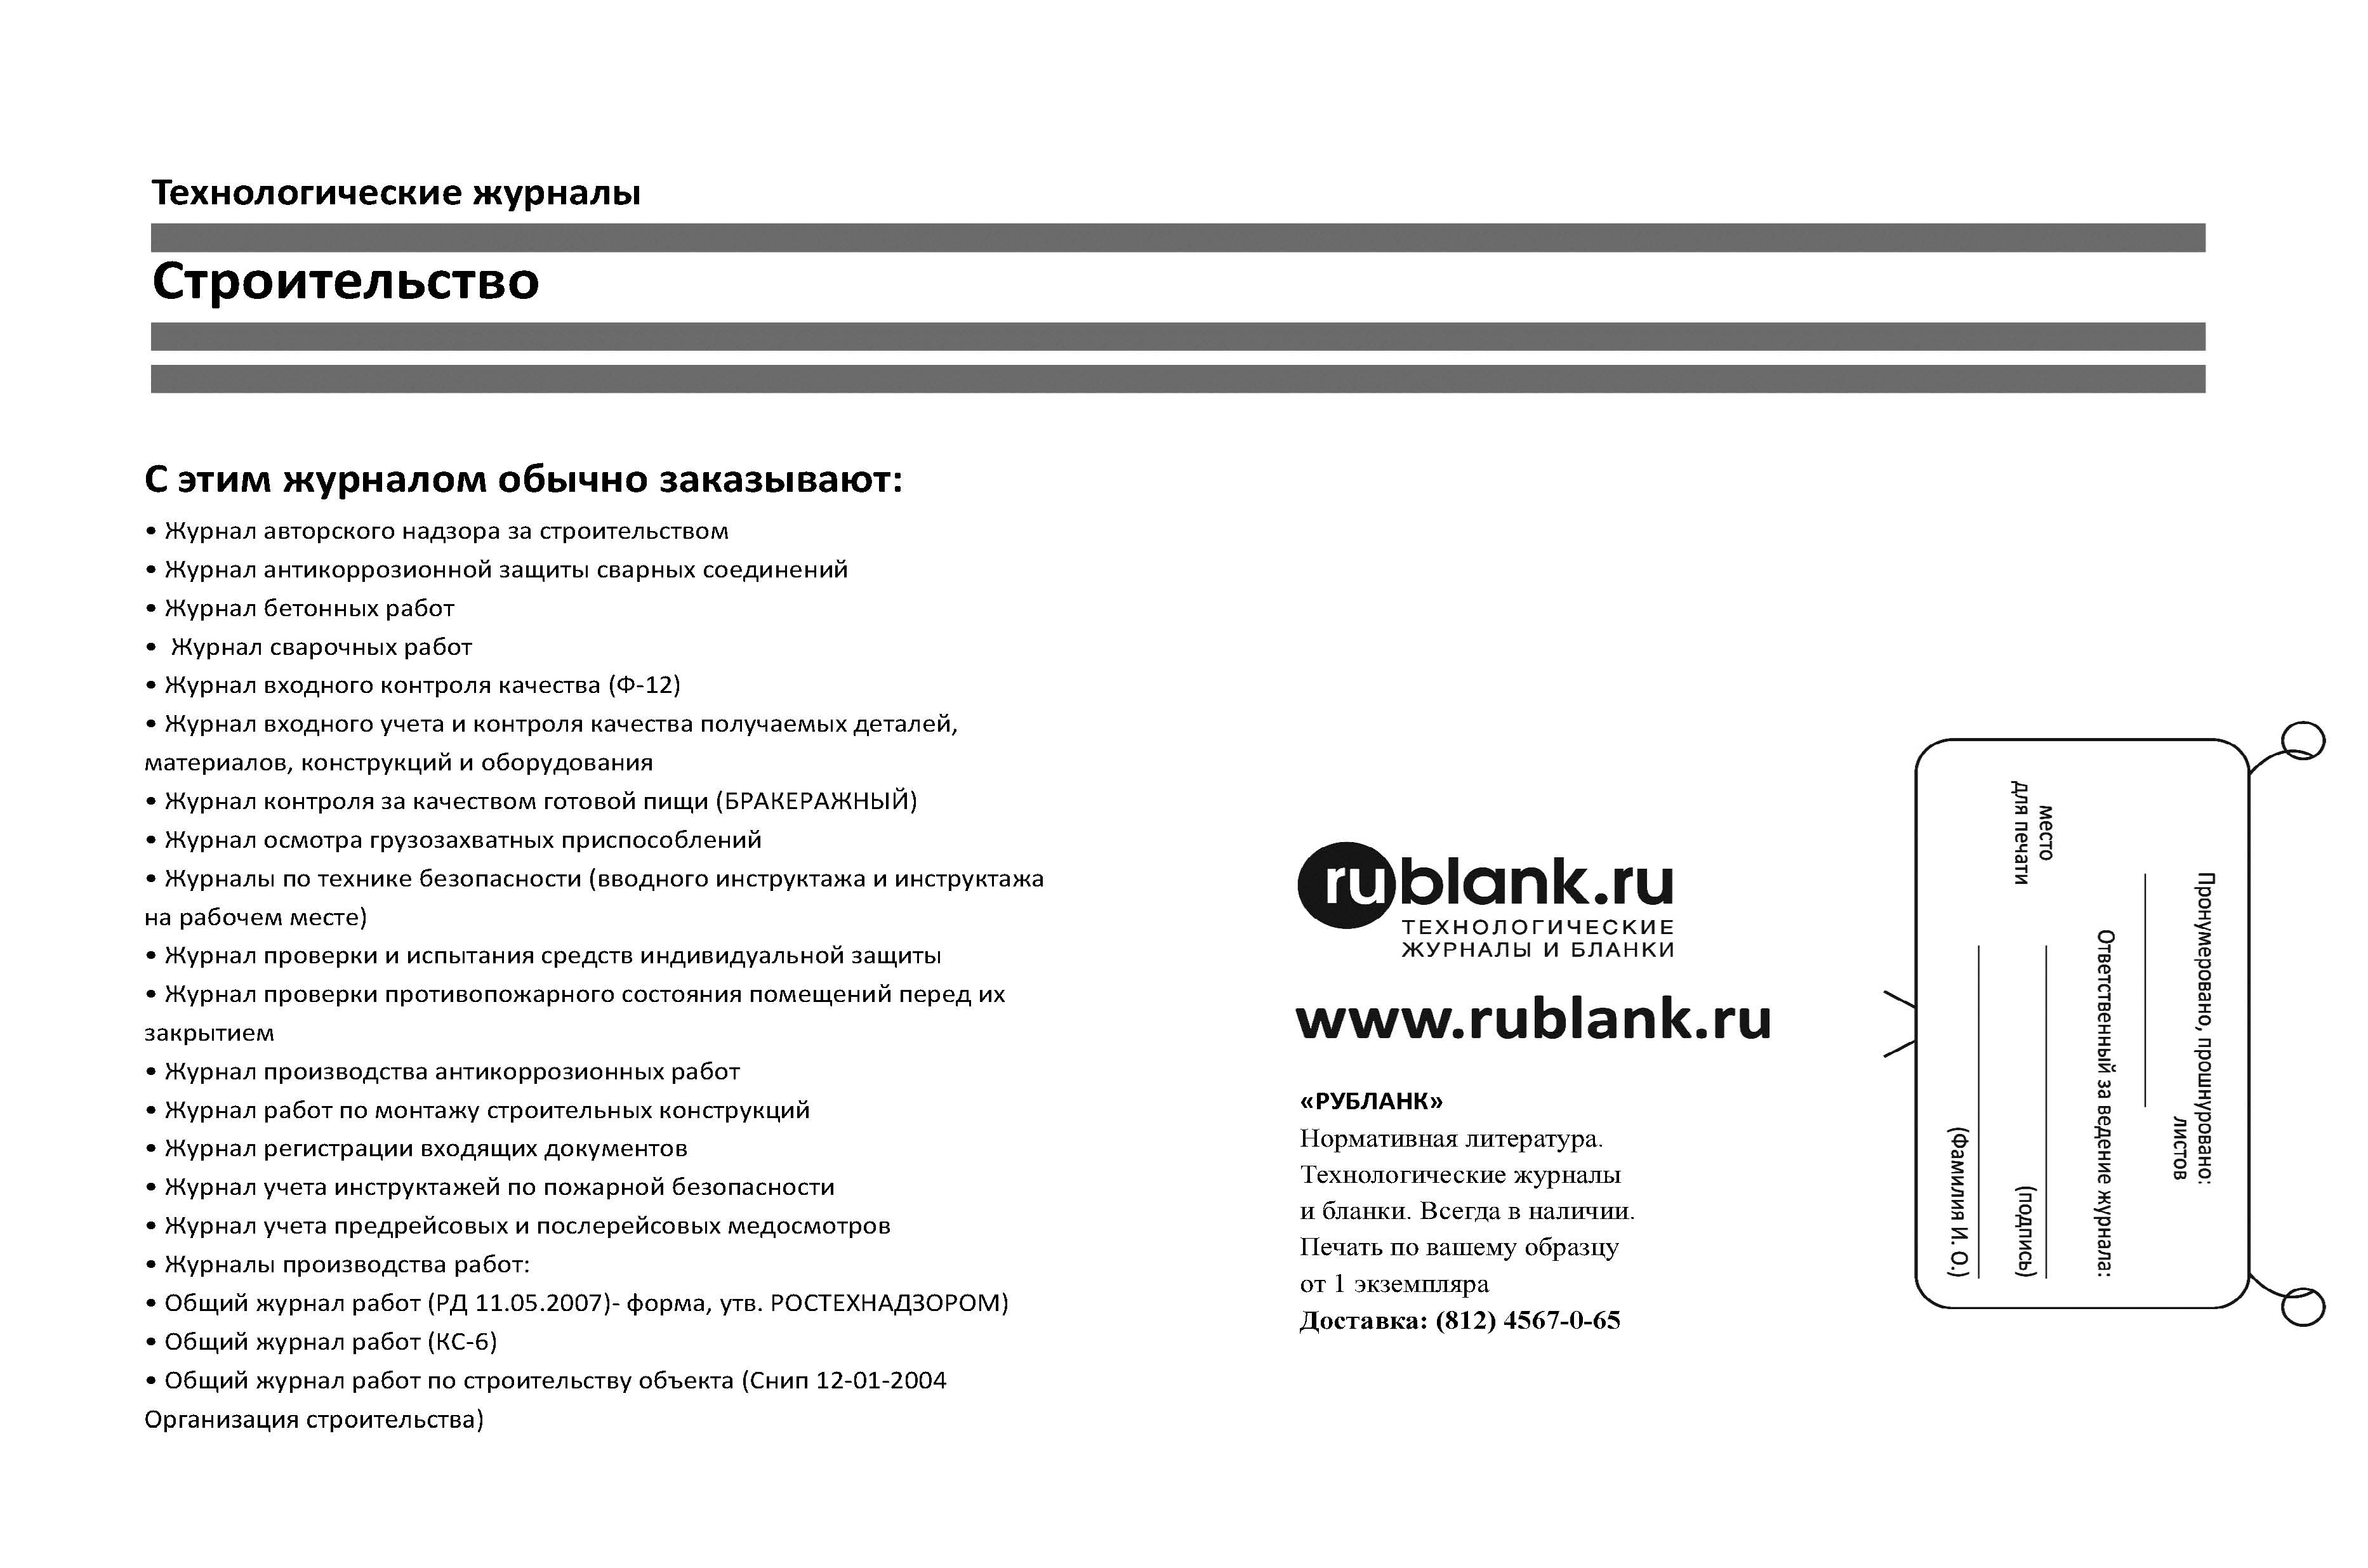 Технологические журналы
Строительство
С этим журналом обычно заказывают:
• Журнал авторского надзора за строительством
• Журнал антикоррозионной защиты сварных соединений
• Журнал бетонных работ
• Журнал сварочных работ
• Журнал входного контроля качества (Ф-12)
• Журнал входного учета и контроля качества получаемых деталей,
материалов, конструкций и оборудования
• Журнал контроля за качеством готовой пищи (БРАКЕРАЖНЫЙ)
• Журнал осмотра грузозахватных приспособлений
• Журналы по технике безопасности (вводного инструктажа и инструктажа
на рабочем месте)
• Журнал проверки и испытания средств индивидуальной защиты
• Журнал проверки противопожарного состояния помещений перед их
закрытием
• Журнал производства антикоррозионных работ
• Журнал работ по монтажу строительных конструкций
• Журнал регистрации входящих документов
• Журнал учета инструктажей по пожарной безопасности
• Журнал учета предрейсовых и послерейсовых медосмотров
• Журналы производства работ:
• Общий журнал работ (РД 11.05.2007)- форма, утв. РОСТЕХНАДЗОРОМ)
• Общий журнал работ (КС-6)
• Общий журнал работ по строительству объекта (Снип 12-01-2004
Организация строительства)
rublank.ru
ТЕХНОЛОГИЧЕСКИЕ
ЖУРНАЛЫ И БЛАНКИ
www.rublank.ru
«РУБЛАНК»
Нормативная литература.
Технологические журналы
и бланки. Всегда в наличии.
Печать по вашему образцу
от 1 экземпляра
Доставка: (812) 4567-0-65
Пронумеровано, прошнуровано:
листов
Ответственный за ведение журнала:
место
для печати
(подпись)
(Фамилия И. О.)